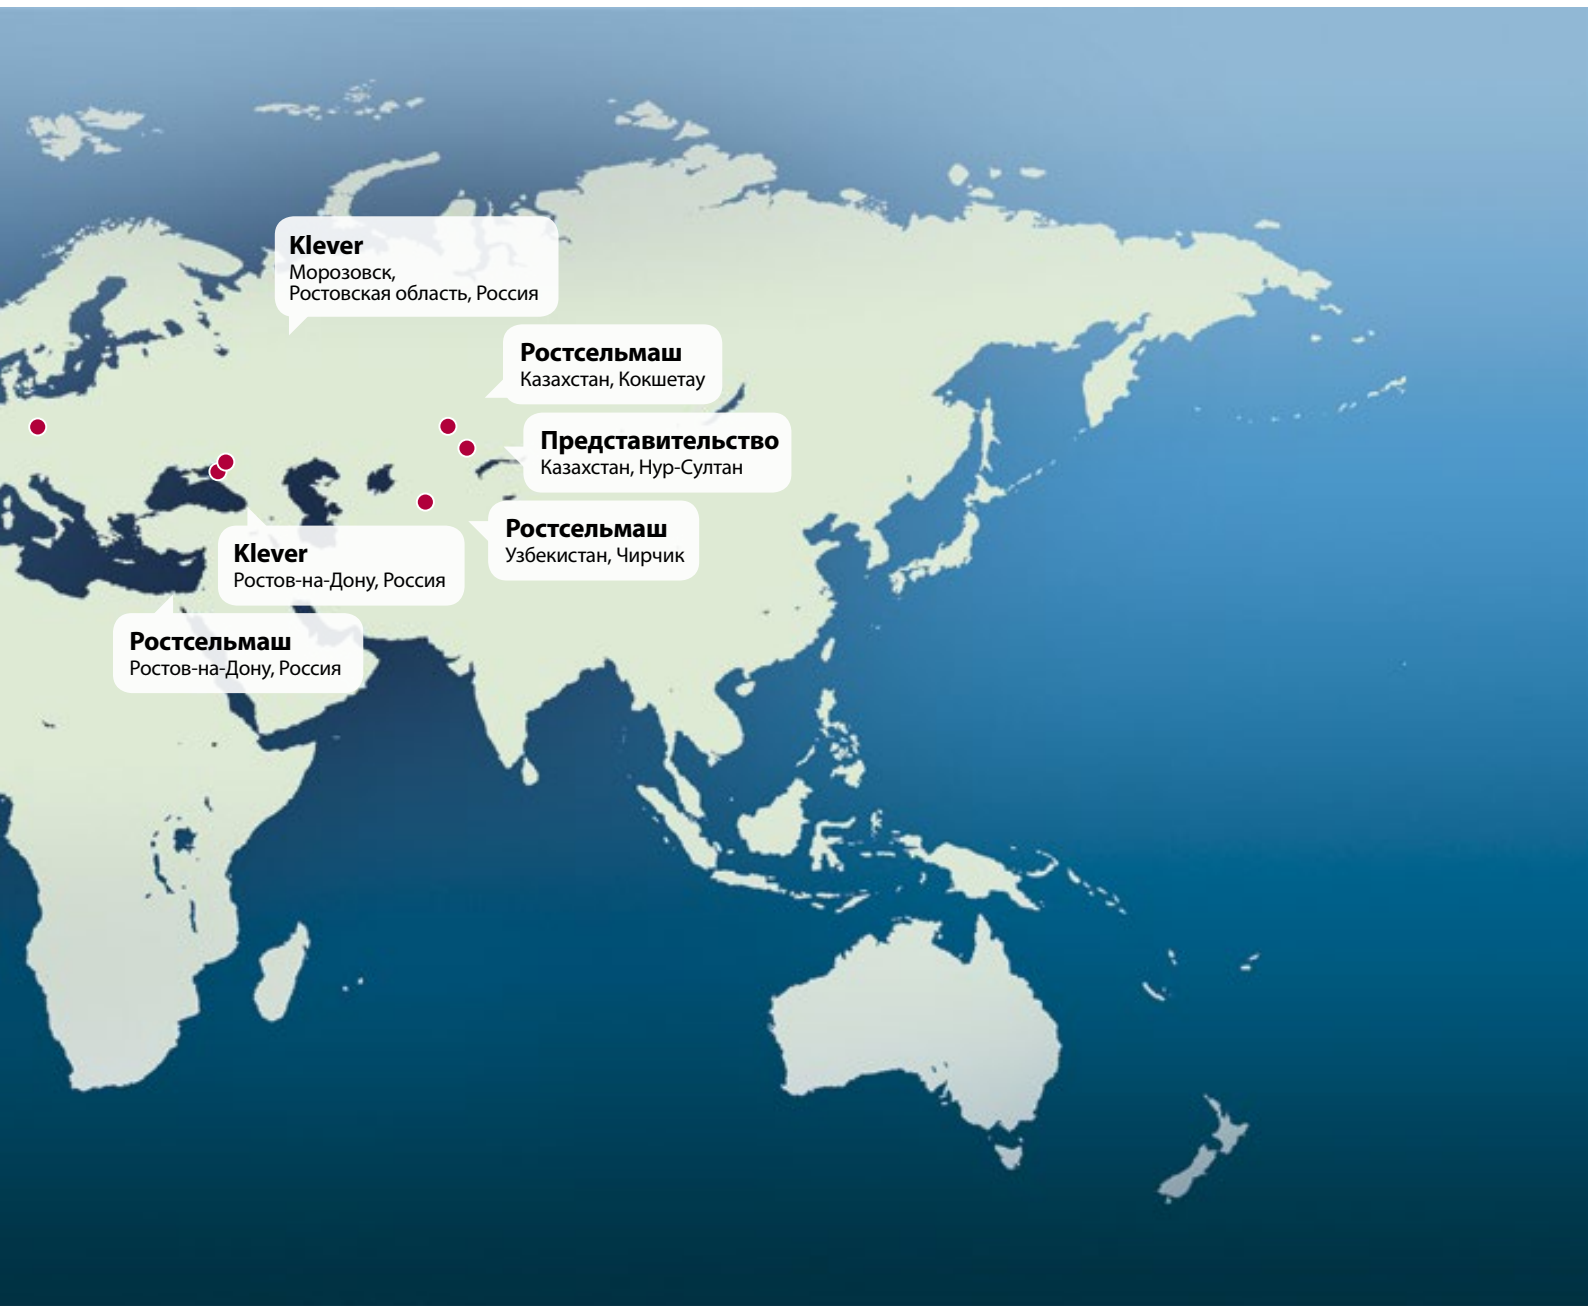 Klever
Морозовск,
Ростовская область, Россия
Ростсельмаш
Казахстан, Кокшетау
Представительство
Казахстан, Нур-Султан
Ростсельмаш
Узбекистан, Чирчик
Klever
Ростов-на-Дону, Россия
Ростсельмаш
Ростов-на-Дону, Россия